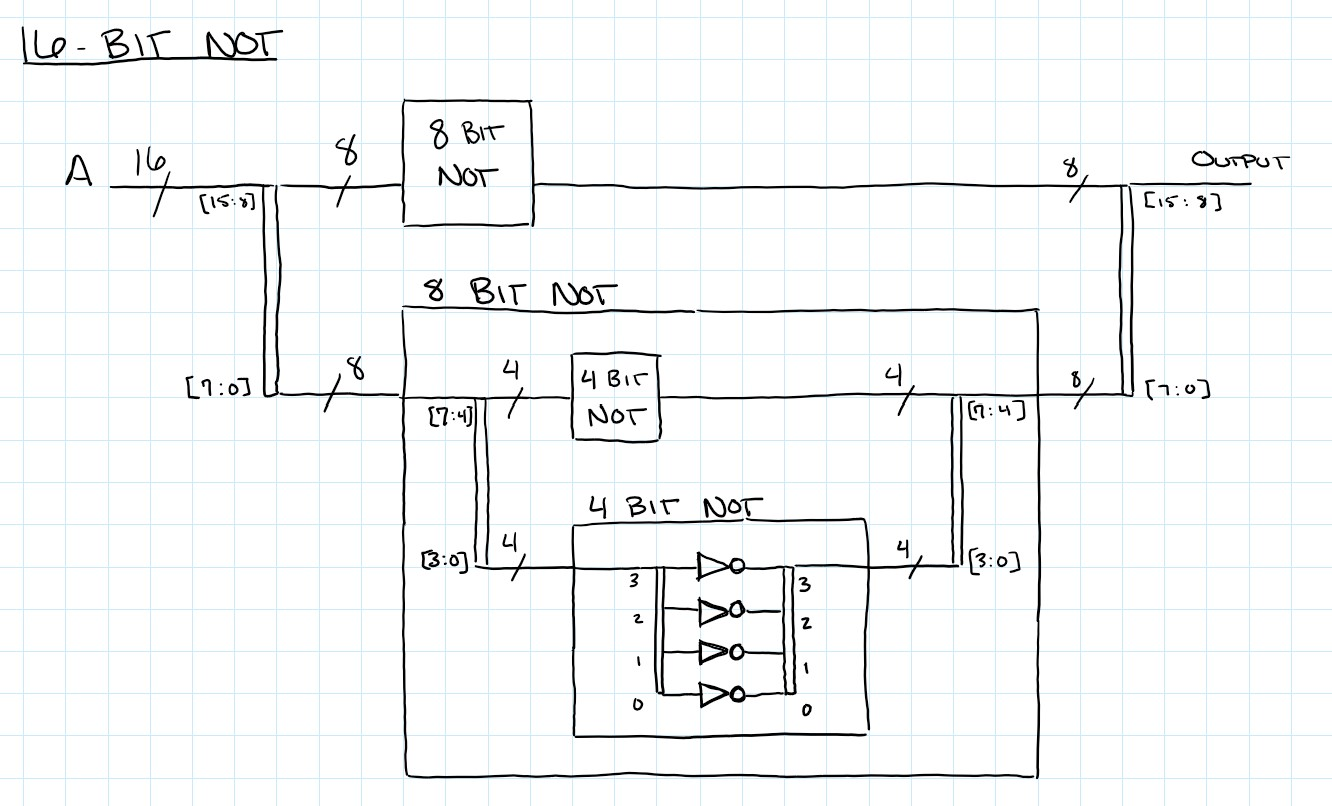 16-BIT NOT
A 16 8 8 BIT NOT 8 OUTPUT
[15:8] [15:8]
8 BIT NOT
[7:0] 8 4 4 BIT NOT 4 8 [7:0]
[7:4] [7:4]
4 BIT NOT
[3:0] 4 4 [3:0]
3 3
2 2
1 1
0 0